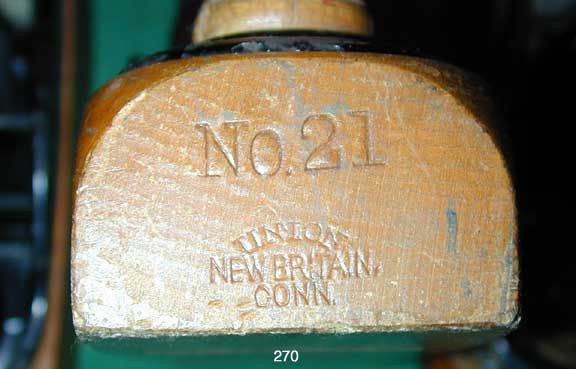 No. 21
UNION
NEW BRITAIN,
CONN.
270